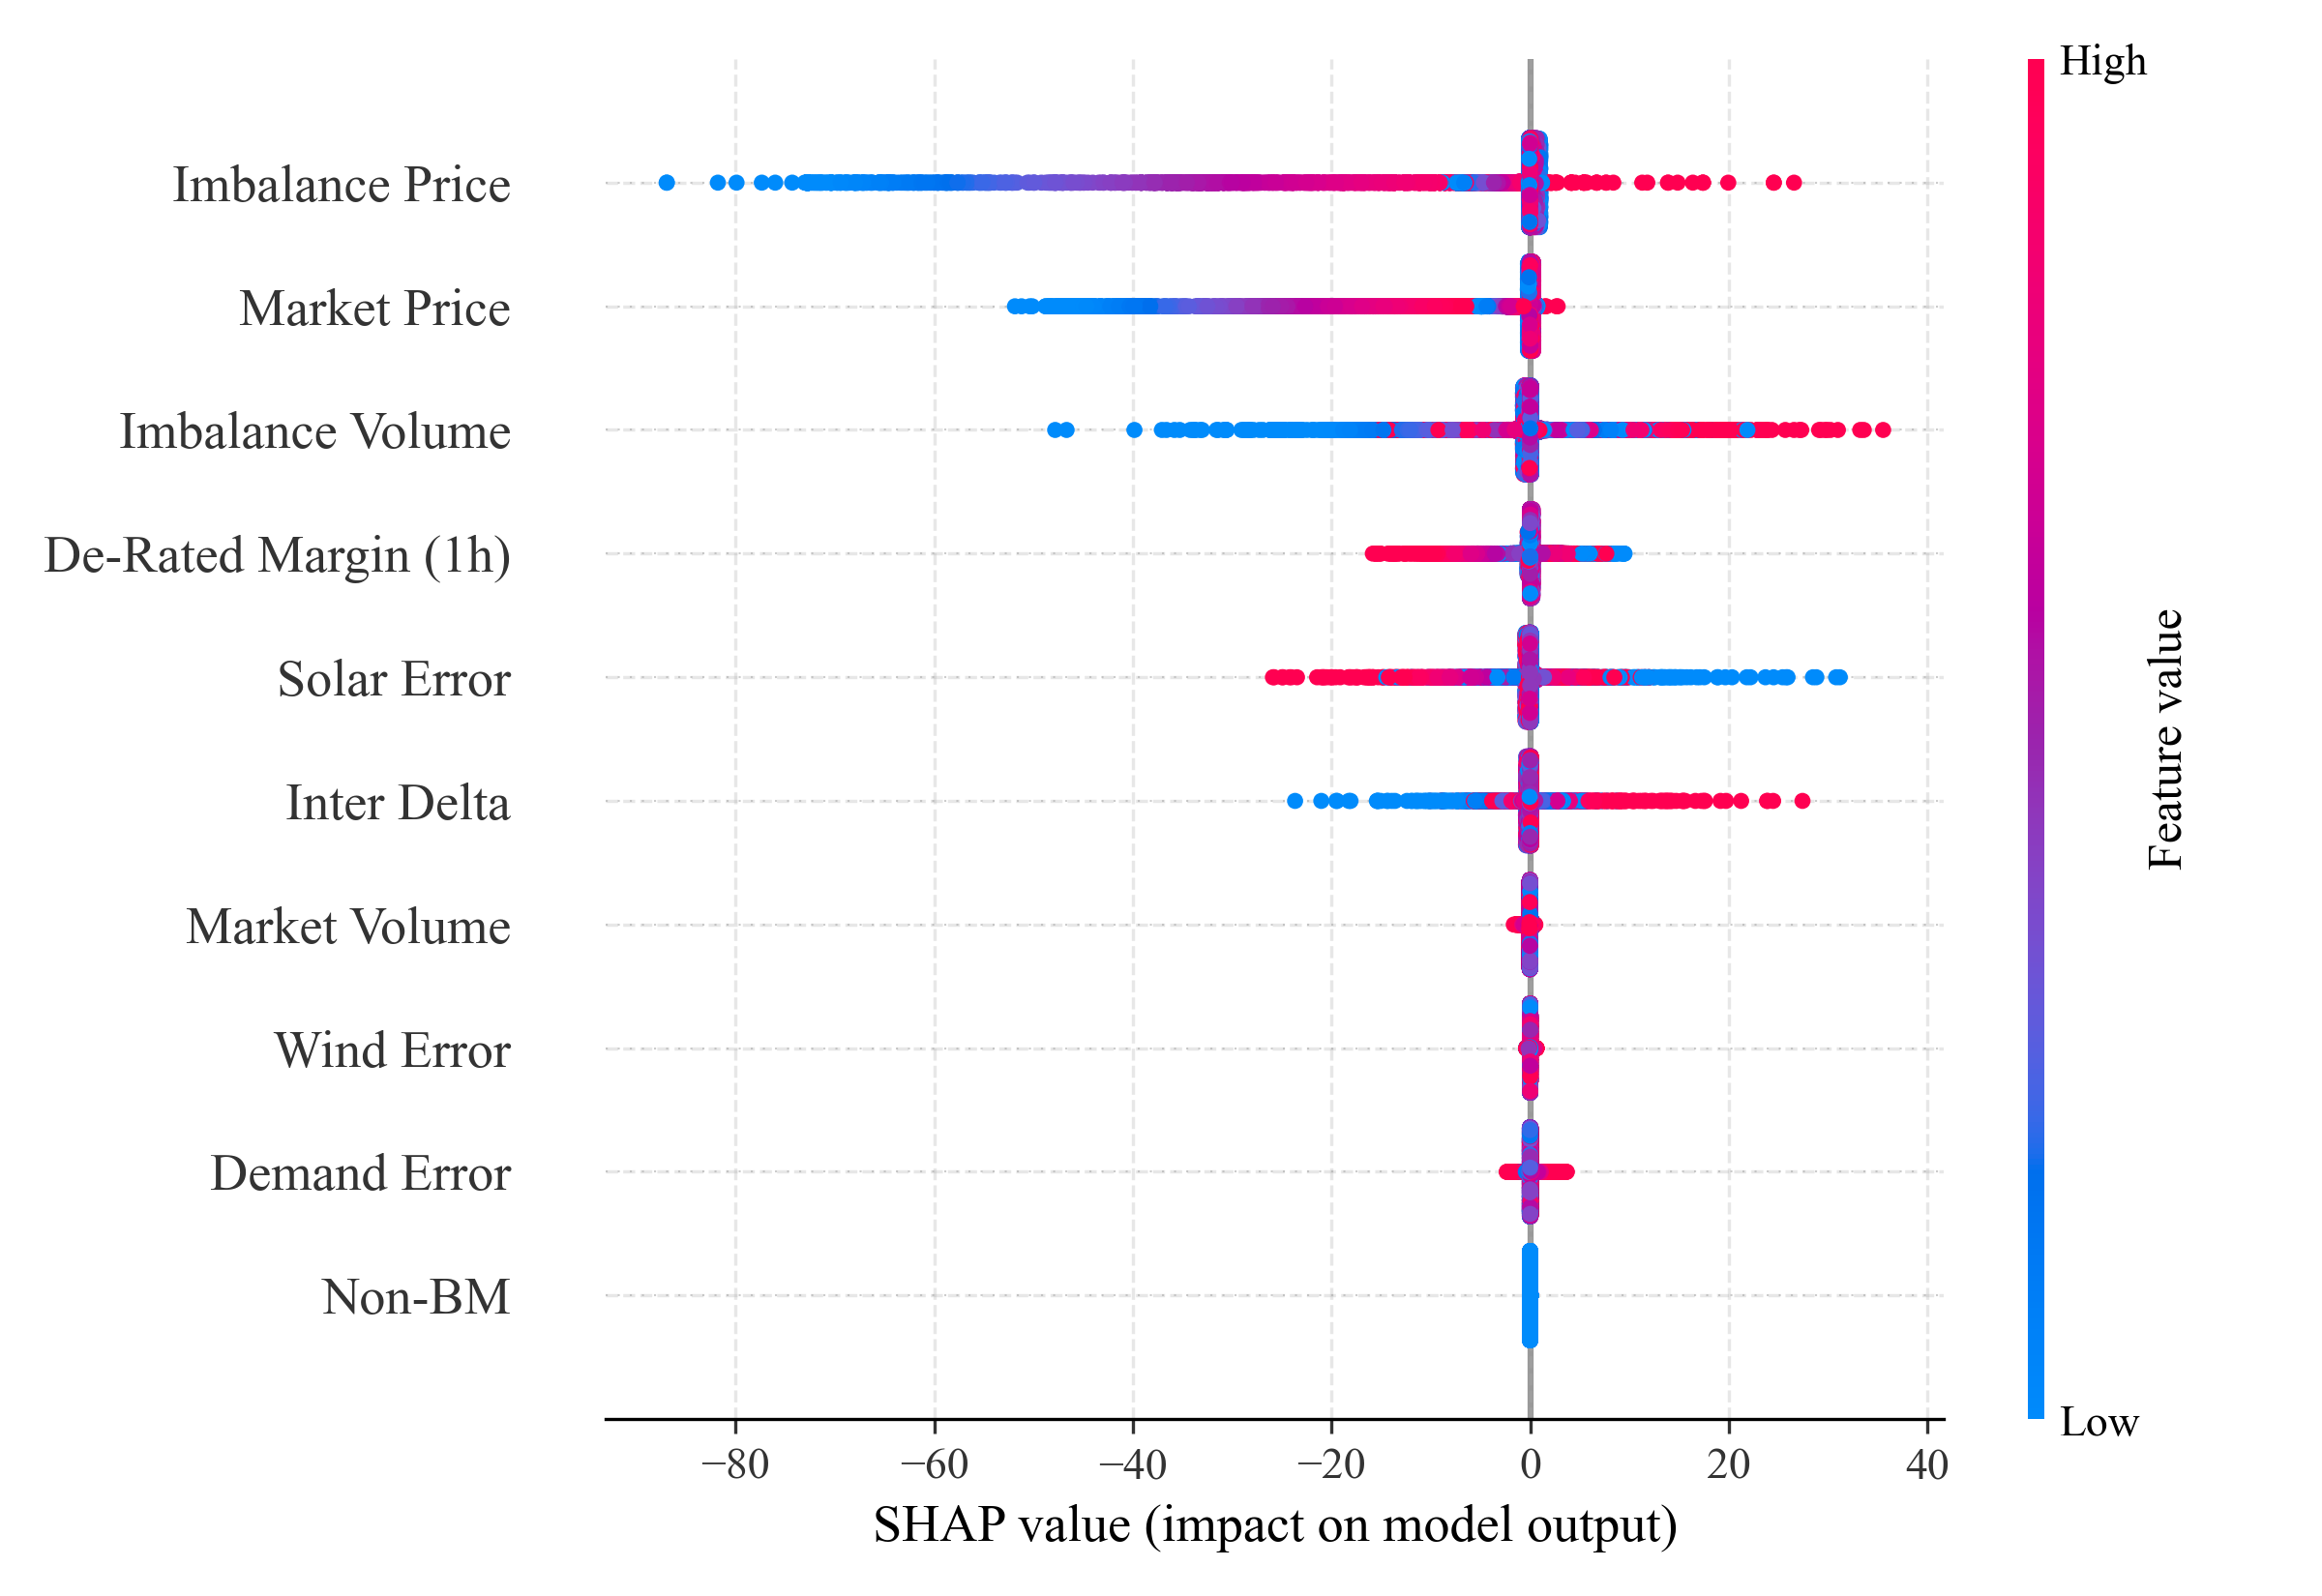 High
Imbalance Price
Market Price
Imbalance Volume
De-Rated Margin (1h)
Solar Error
Inter Delta
Market Volume
Wind Error
Demand Error
Non-BM
Feature value
Low
−80 −60 −40 −20 0 20 40
SHAP value (impact on model output)